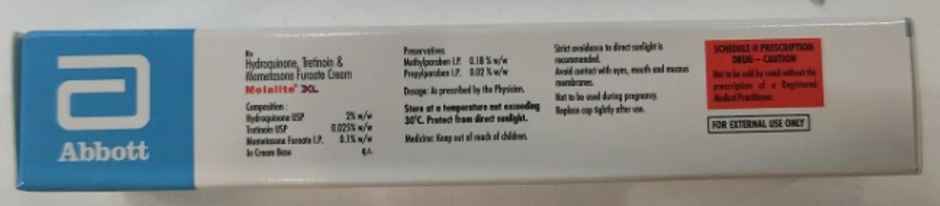 Abbott
Rx
Hydroquinone, Tretinoin &
Mometasone Furoate Cream
Melalite® XL
Composition :
Hydroquinone USP 2% w/w
Tretinoin USP 0.025% w/w
Mometasone Furoate I.P. 0.1% w/w
In Cream Base q.s.
Preservatives
Methylparaben I.P. 0.18 % w/w
Propylparaben I.P. 0.02 % w/w
Dosage: As prescribed by the Physician.
Store at a temperature not exceeding
30°C. Protect from direct sunlight.
Medicine: Keep out of reach of children.
Strict avoidance to direct sunlight is
recommended.
Avoid contact with eyes, mouth and mucous
membranes.
Not to be used during pregnancy.
Replace cap tightly after use.
SCHEDULE H PRESCRIPTION
DRUG – CAUTION
Not to be sold by retail without the
prescription of a Registered
Medical Practitioner.
FOR EXTERNAL USE ONLY